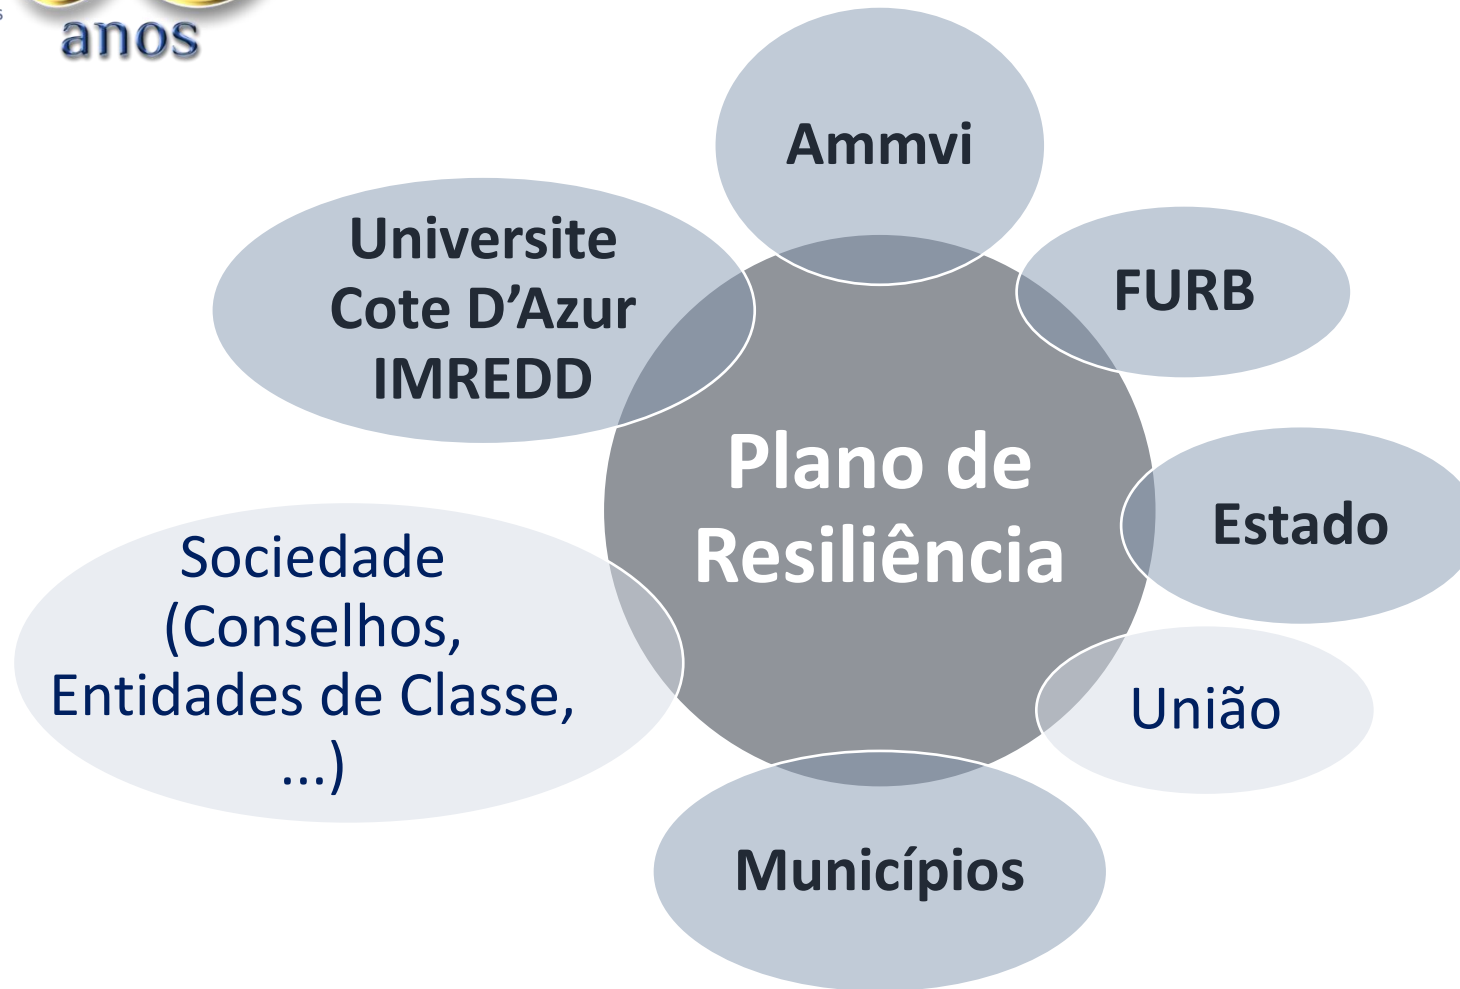 s
anos
Ammvi
Universite
Cote D’Azur
IMREDD
FURB
Plano de
Resiliência
Estado
Sociedade
(Conselhos,
Entidades de Classe,
...)
União
Municípios